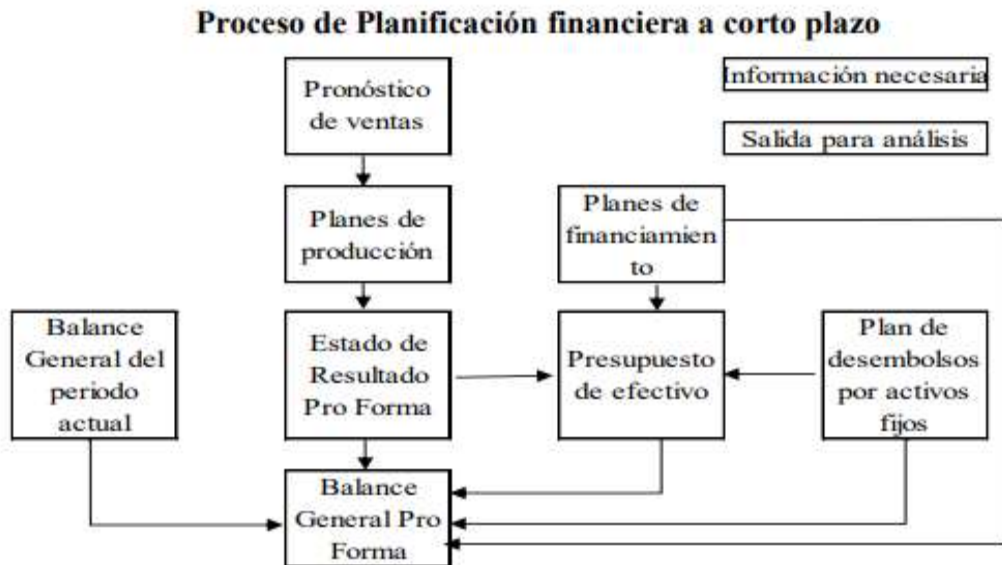 Proceso de Planificación financiera a corto plazo
Pronóstico
de ventas
Información necesaria
Salida para análisis
Planes de
producción
Planes de
financiamien
to
Balance
General del
periodo
actual
Estado de
Resultado
Pro Forma
Presupuesto
de efectivo
Plan de
desembolsos
por activos
fijos
Balance
General Pro
Forma